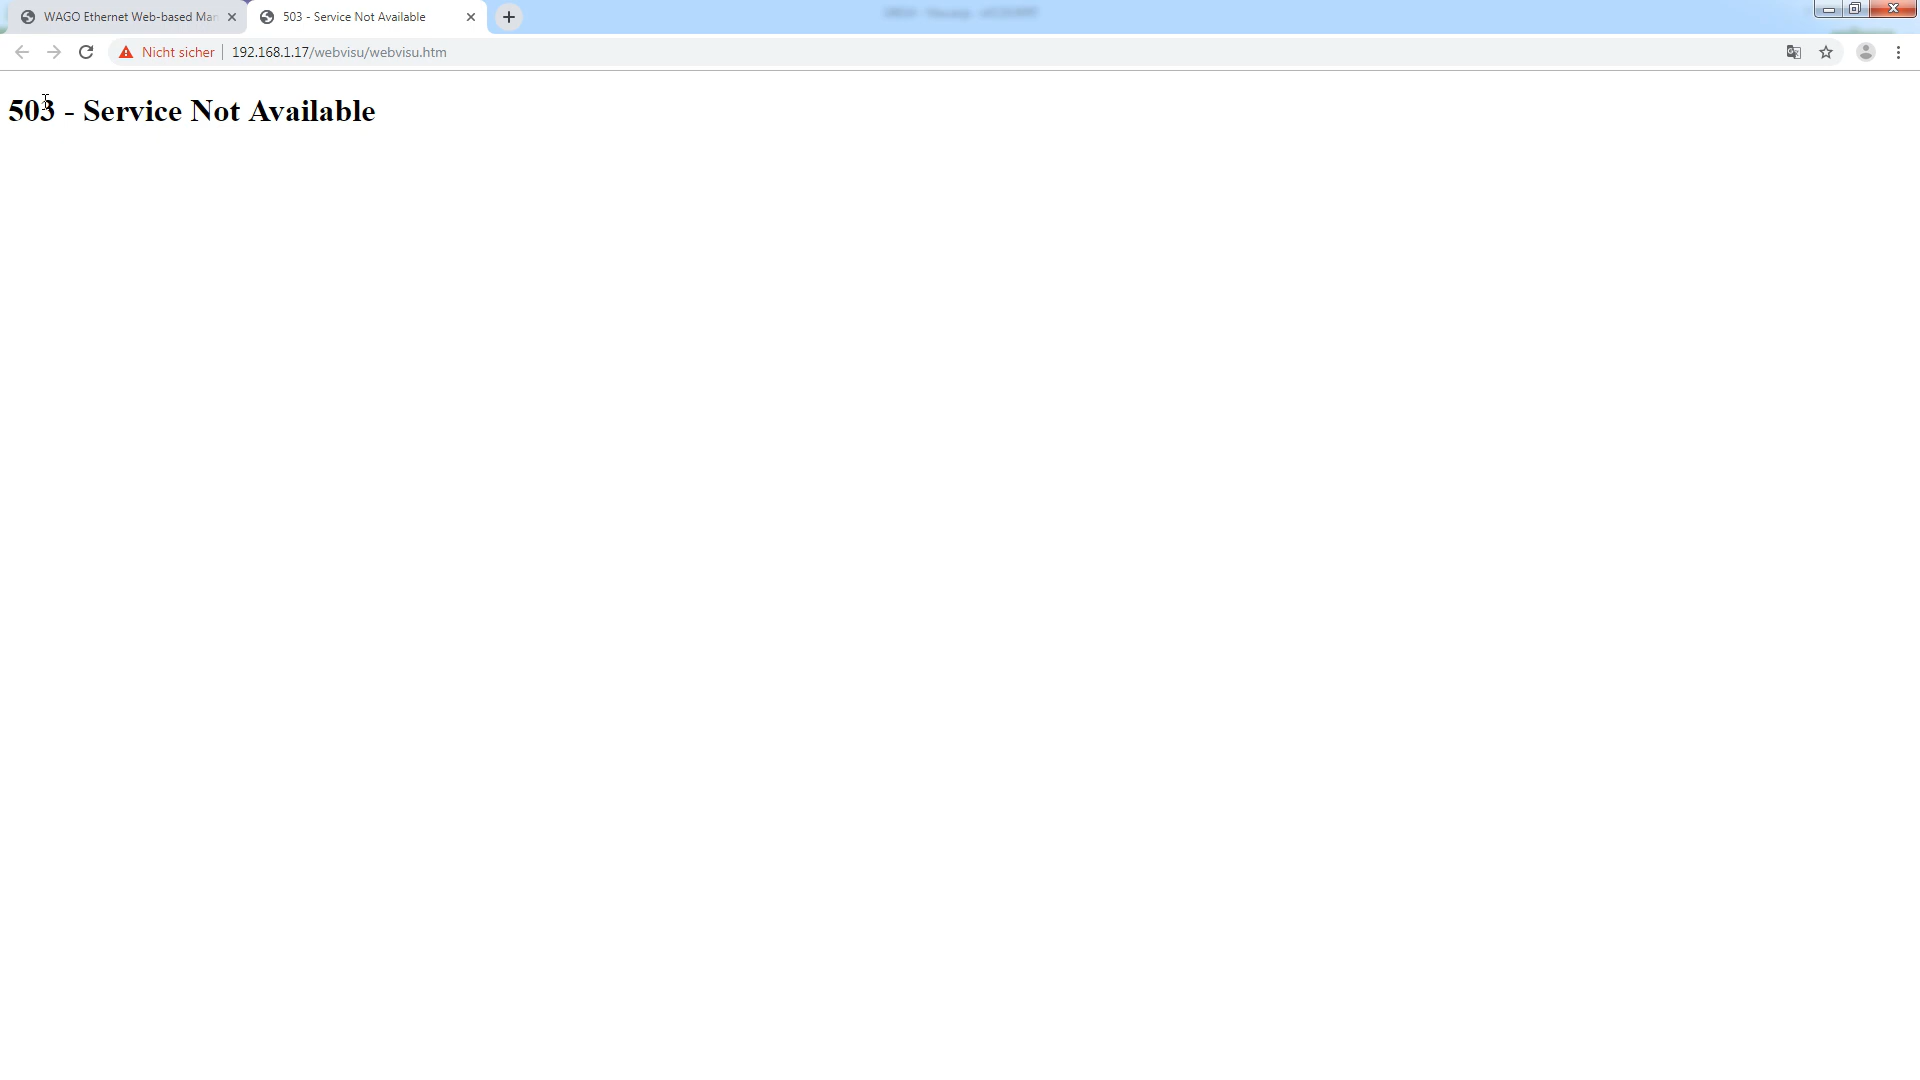 WAGO Ethernet Web-based Mar
503 - Service Not Available
Nicht sicher
192.168.1.17/webvisu/webvisu.htm
503 - Service Not Available